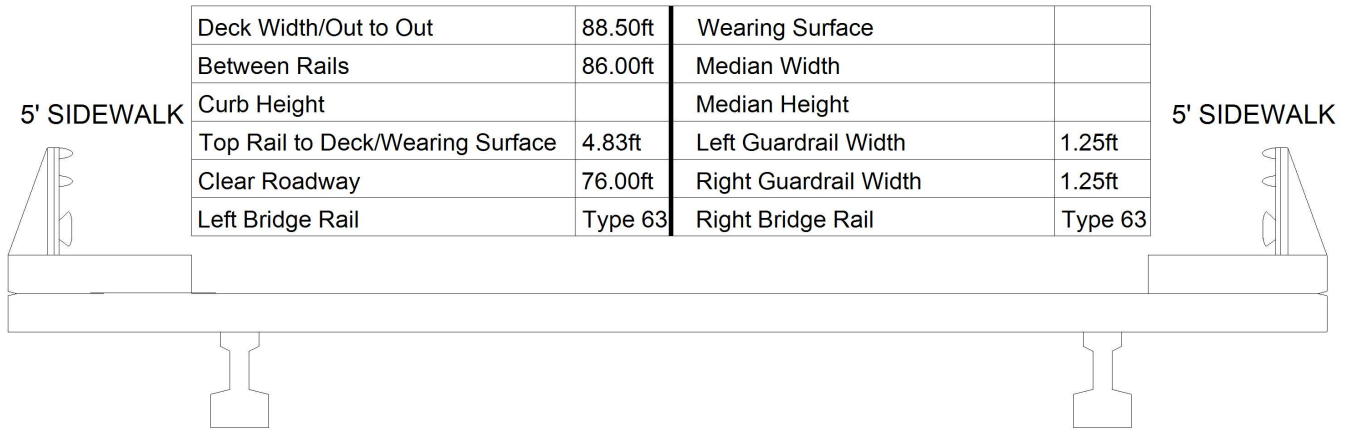 Deck Width/Out to Out 88.50ft Wearing Surface
Between Rails 86.00ft Median Width
5' SIDEWALK Curb Height Median Height 5' SIDEWALK
Top Rail to Deck/Wearing Surface 4.83ft Left Guardrail Width 1.25ft
Clear Roadway 76.00ft Right Guardrail Width 1.25ft
Left Bridge Rail Type 63 Right Bridge Rail Type 63